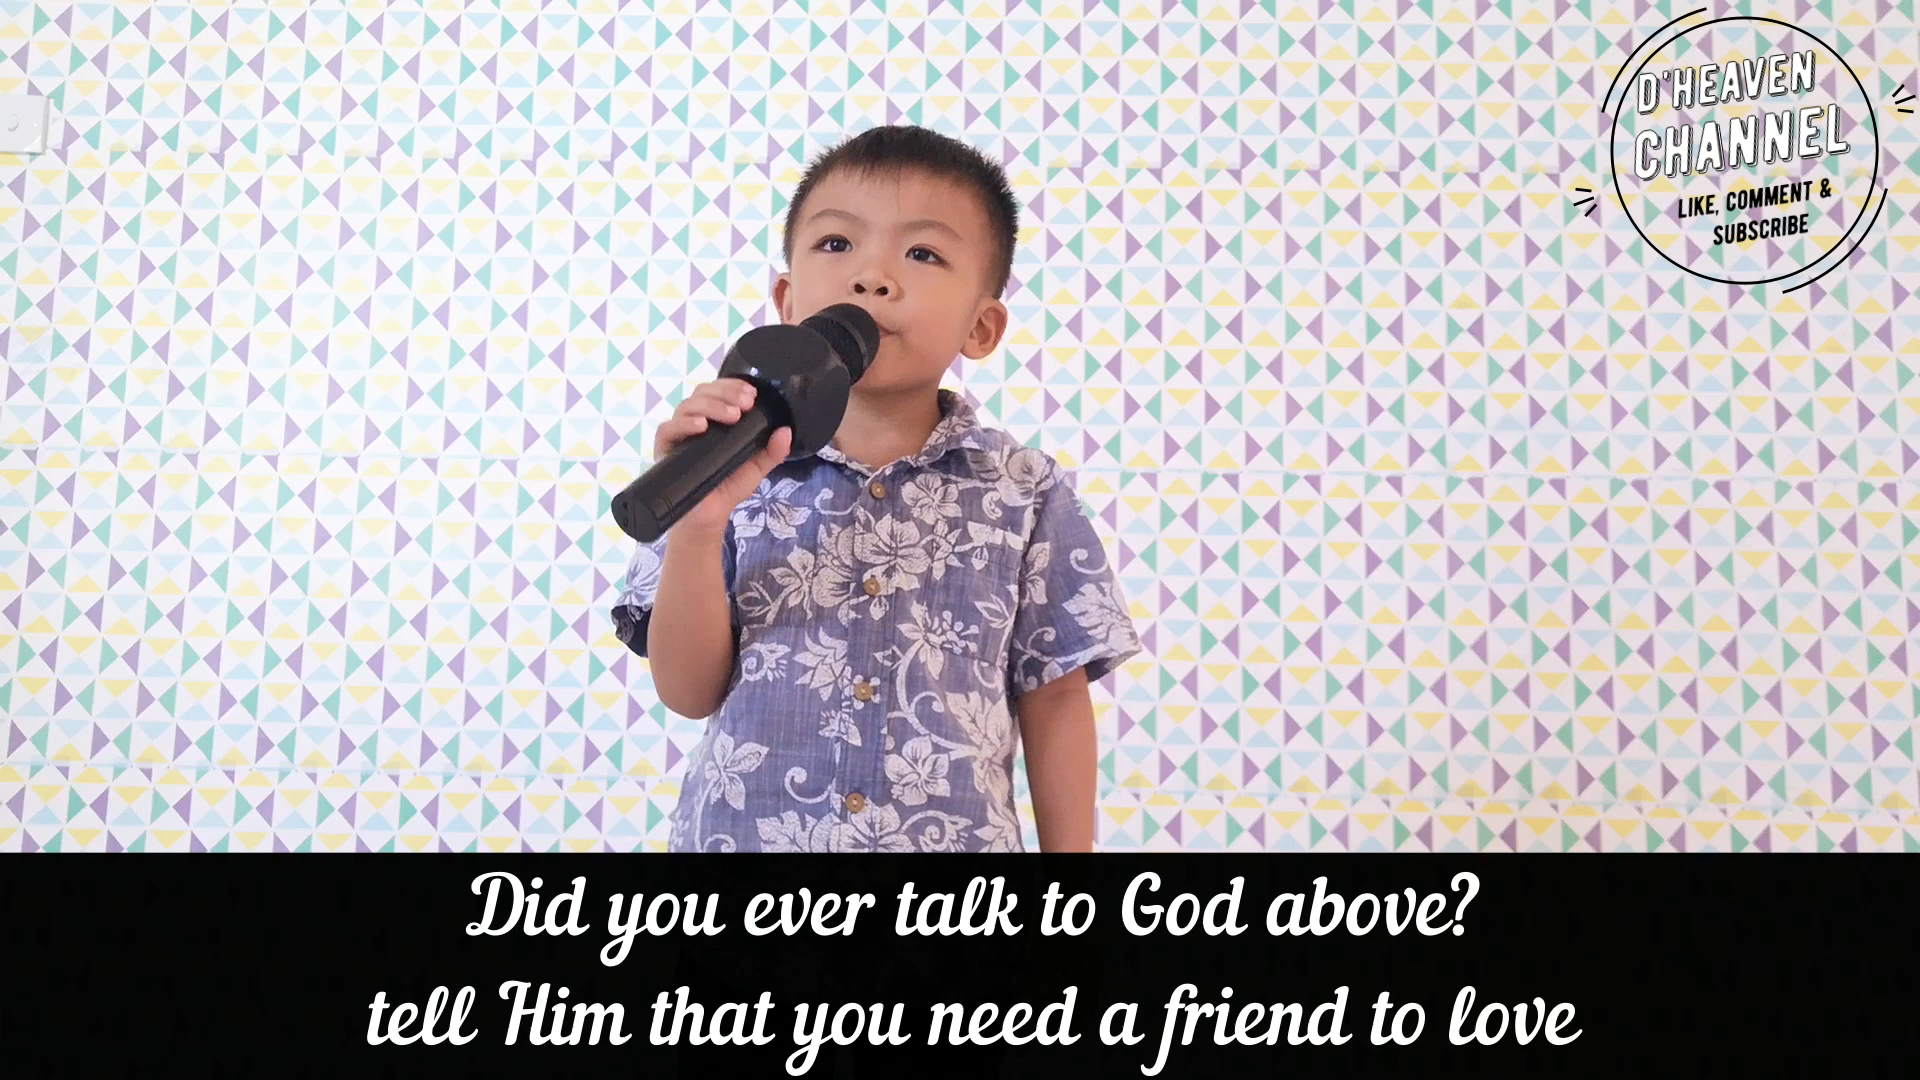 D'HEAVEN
CHANNEL
LIKE, COMMENT &
SUBSCRIBE
Did you ever talk to God above?
tell Him that you need a friend to love